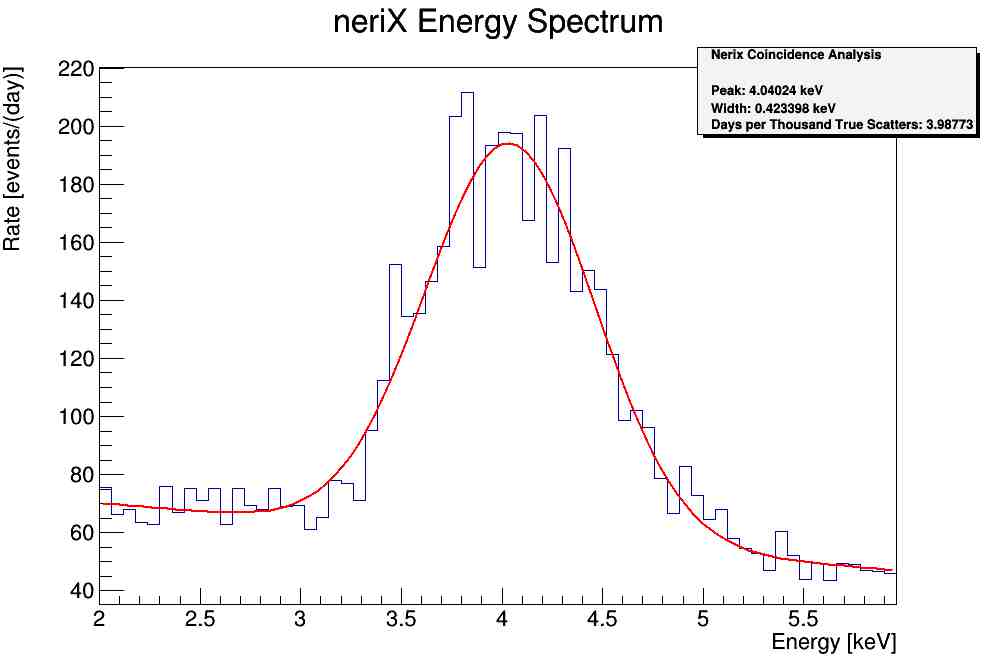 neriX Energy Spectrum
Nerix Coincidence Analysis
Peak: 4.04024 keV
Width: 0.423398 keV
Days per Thousand True Scatters: 3.98773
Rate [events/(day)]
220
200
180
160
140
120
100
80
60
40
2 2.5 3 3.5 4 4.5 5 5.5
Energy [keV]